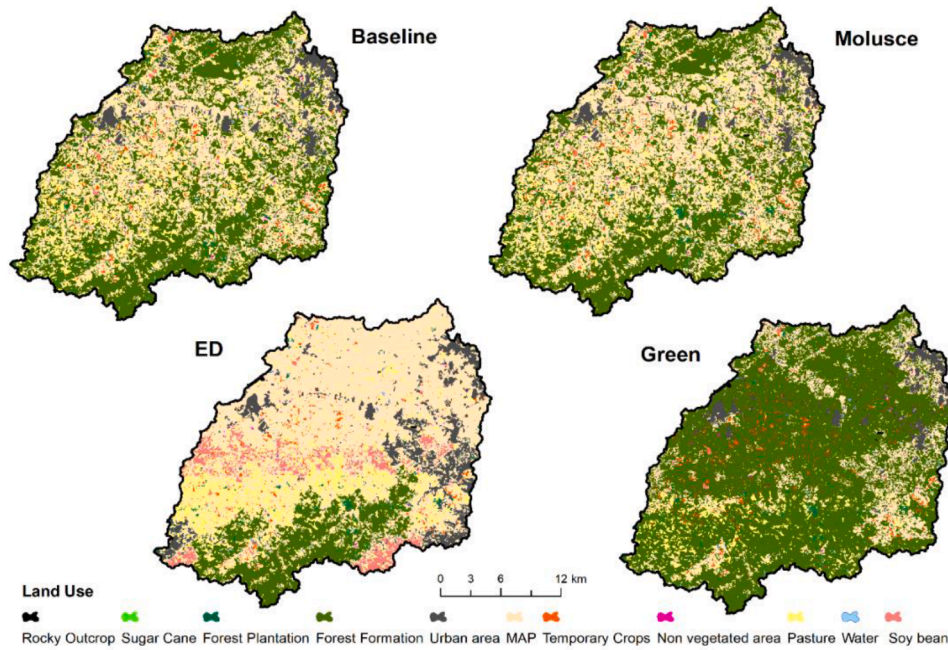 Baseline
Molusce
ED
Green
Land Use
0 3 6 12 km
Rocky Outcrop Sugar Cane Forest Plantation Forest Formation Urban area MAP Temporary Crops Non vegetated area Pasture Water Soy bean